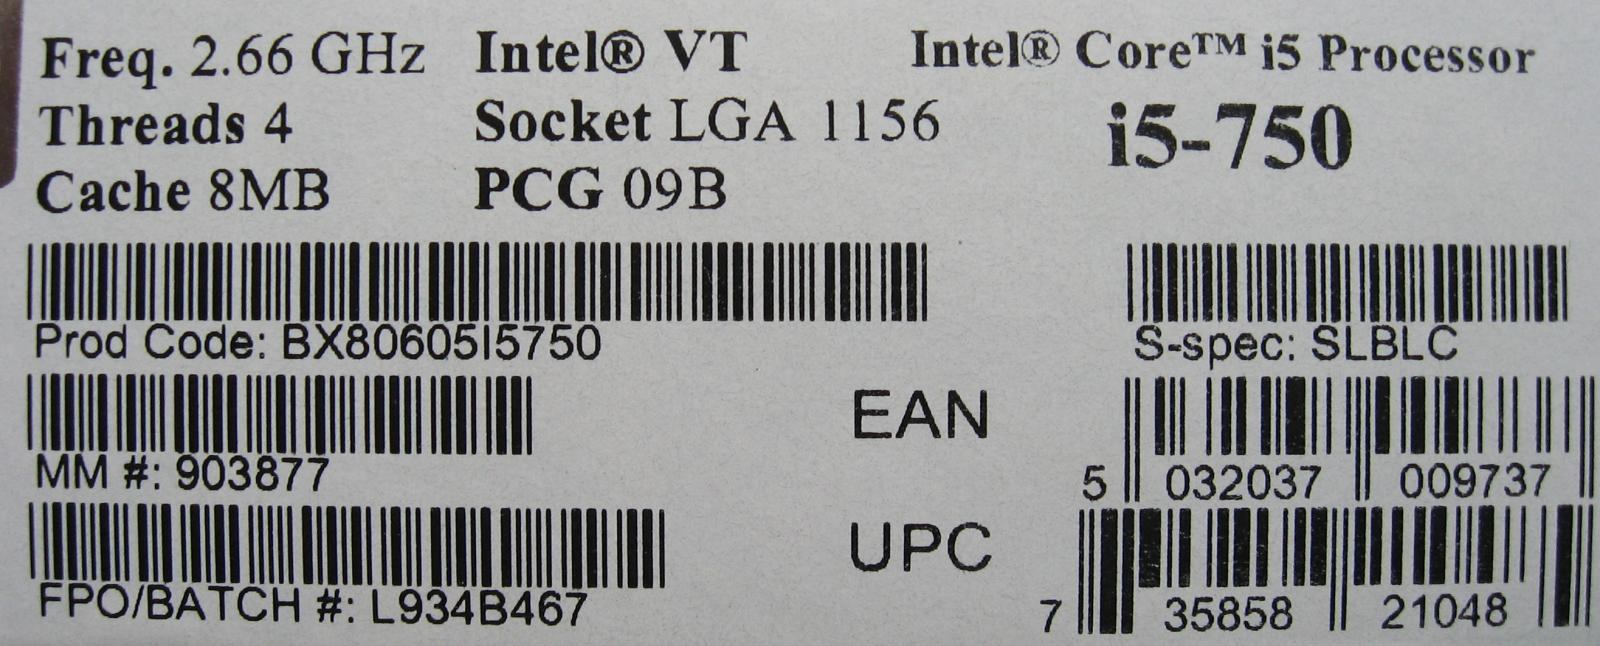 Freq. 2.66 GHz Intel® VT Intel® Core™ i5 Processor
Threads 4 Socket LGA 1156 i5-750
Cache 8MB PCG 09B
Prod Code: BX80605I5750 S-spec: SLBLC
EAN
MM #: 903877 5 032037 009737
UPC
FPO/BATCH #: L934B467 7 35858 21048